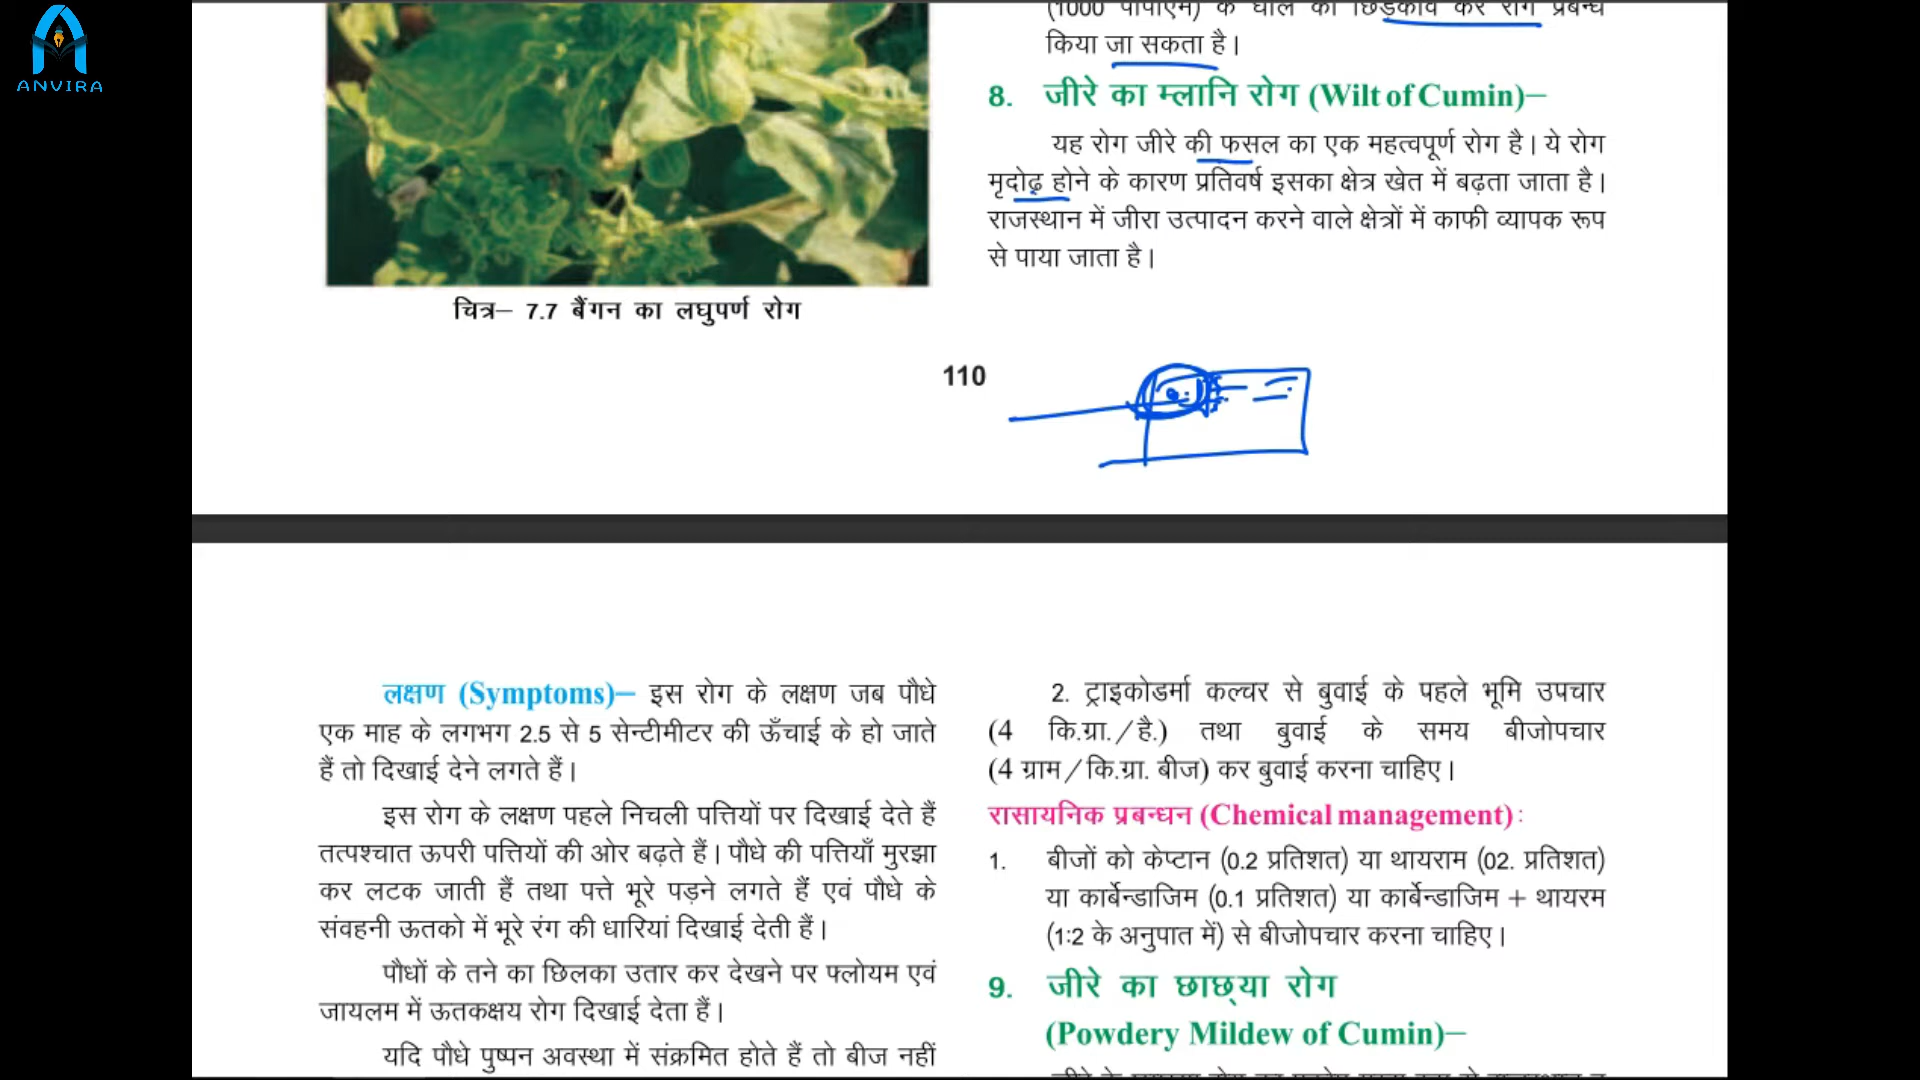 ANVIRA
(1000 पीपीएम) के घोल का छिड़काव कर रोग प्रबन्ध
किया जा सकता है।
8. जीरे का म्लानि रोग (Wilt of Cumin)–
यह रोग जीरे की फसल का एक महत्वपूर्ण रोग है। ये रोग
मृदोढ़ होने के कारण प्रतिवर्ष इसका क्षेत्र खेत में बढ़ता जाता है।
राजस्थान में जीरा उत्पादन करने वाले क्षेत्रों में काफी व्यापक रूप
से पाया जाता है।
चित्र– 7.7 बैंगन का लघुपर्ण रोग
110
लक्षण (Symptoms)– इस रोग के लक्षण जब पौधे
एक माह के लगभग 2.5 से 5 सेन्टीमीटर की ऊँचाई के हो जाते
हैं तो दिखाई देने लगते हैं।
इस रोग के लक्षण पहले निचली पत्तियों पर दिखाई देते हैं
तत्पश्चात ऊपरी पत्तियों की ओर बढ़ते हैं। पौधे की पत्तियाँ मुरझा
कर लटक जाती हैं तथा पत्ते भूरे पड़ने लगते हैं एवं पौधे के
संवहनी ऊतको में भूरे रंग की धारियां दिखाई देती हैं।
पौधों के तने का छिलका उतार कर देखने पर फ्लोयम एवं
जायलम में ऊतकक्षय रोग दिखाई देता हैं।
यदि पौधे पुष्पन अवस्था में संक्रमित होते हैं तो बीज नहीं
2. ट्राइकोडर्मा कल्चर से बुवाई के पहले भूमि उपचार
(4 कि.ग्रा./है.) तथा बुवाई के समय बीजोपचार
(4 ग्राम/कि.ग्रा. बीज) कर बुवाई करना चाहिए।
रासायनिक प्रबन्धन (Chemical management):
1. बीजों को केप्टान (0.2 प्रतिशत) या थायराम (02. प्रतिशत)
या कार्बेन्डाजिम (0.1 प्रतिशत) या कार्बेन्डाजिम + थायरम
(1:2 के अनुपात में) से बीजोपचार करना चाहिए।
9. जीरे का छाछ्या रोग
(Powdery Mildew of Cumin)–